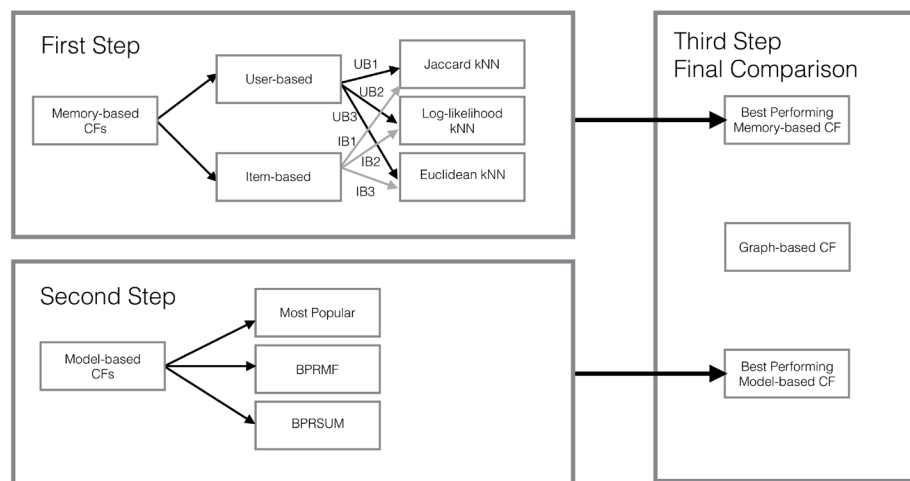 First Step
Memory-based
CFs
User-based
Item-based
UB1
UB2
UB3
IB1
IB2
IB3
Jaccard kNN
Log-likelihood
kNN
Euclidean kNN
Second Step
Model-based
CFs
Most Popular
BPRMF
BPRSUM
Third Step
Final Comparison
Best Performing
Memory-based CF
Graph-based CF
Best Performing
Model-based CF